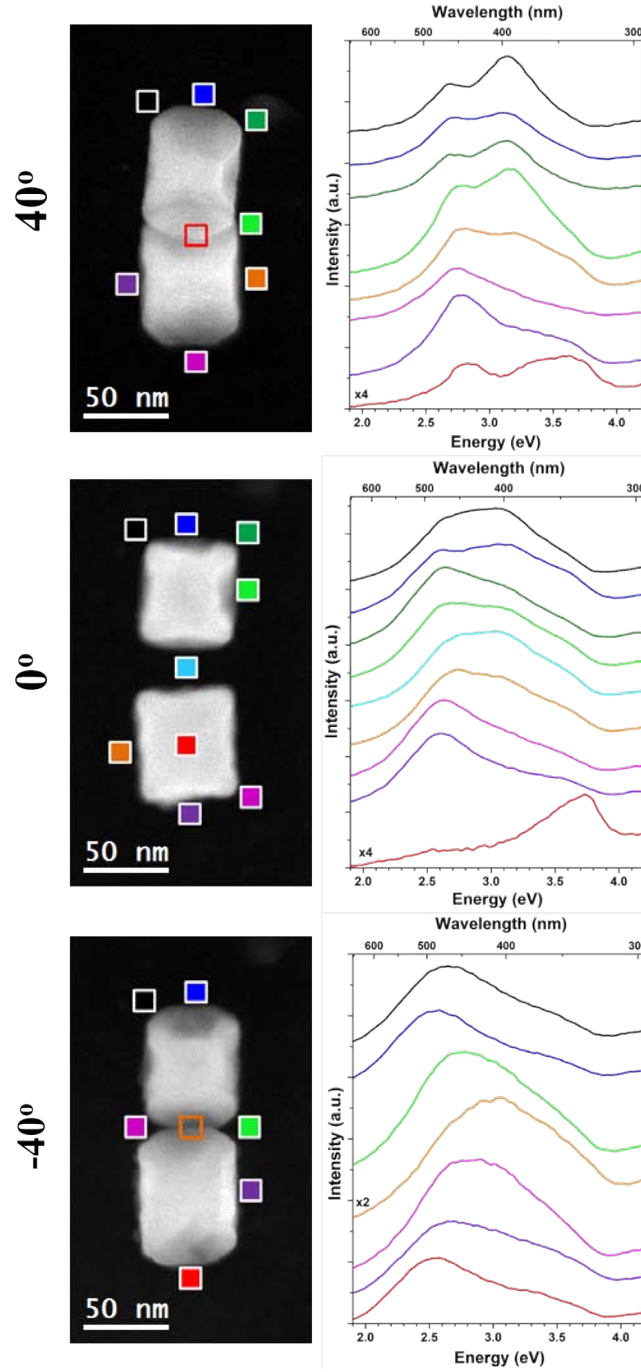 40º
50 nm
Wavelength (nm)
600 500 400 300
Intensity (a.u.)
x4
2.0 2.5 3.0 3.5 4.0
Energy (eV)
0º
50 nm
Wavelength (nm)
600 500 400 300
Intensity (a.u.)
x4
2.0 2.5 3.0 3.5 4.0
Energy (eV)
-40º
50 nm
Wavelength (nm)
600 500 400 30
Intensity (a.u.)
x2
2.0 2.5 3.0 3.5 4.0
Energy (eV)